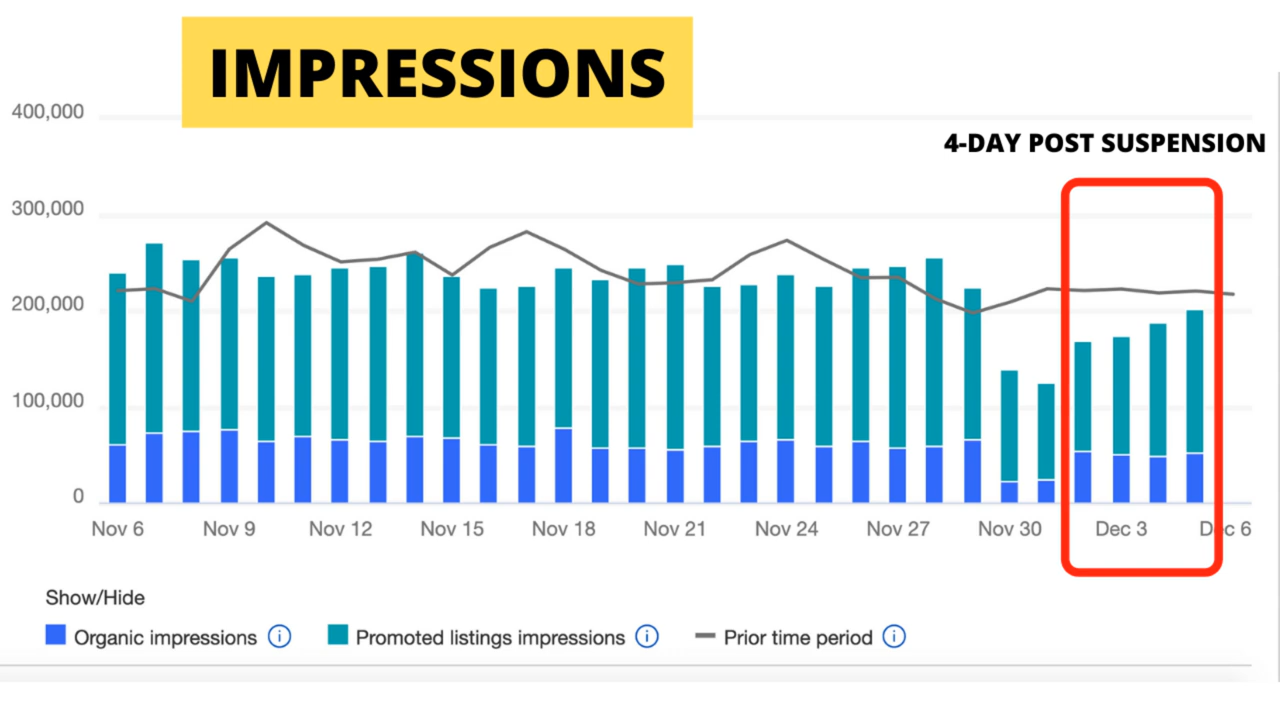 IMPRESSIONS
400,000
4-DAY POST SUSPENSION
300,000
200,000
100,000
0
Nov 6 Nov 9 Nov 12 Nov 15 Nov 18 Nov 21 Nov 24 Nov 27 Nov 30 Dec 3 Dec 6
Show/Hide
Organic impressions i Promoted listings impressions i Prior time period i